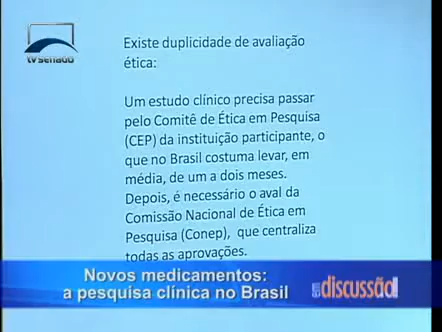 tv senado
Existe duplicidade de avaliação
ética:
Um estudo clínico precisa passar
pelo Comitê de Ética em Pesquisa
(CEP) da instituição participante, o
que no Brasil costuma levar, em
média, de um a dois meses.
Depois, é necessário o aval da
Comissão Nacional de Ética em
Pesquisa (Conep), que centraliza
todas as aprovações.
Novos medicamentos:
a pesquisa clínica no Brasil
em discussão!